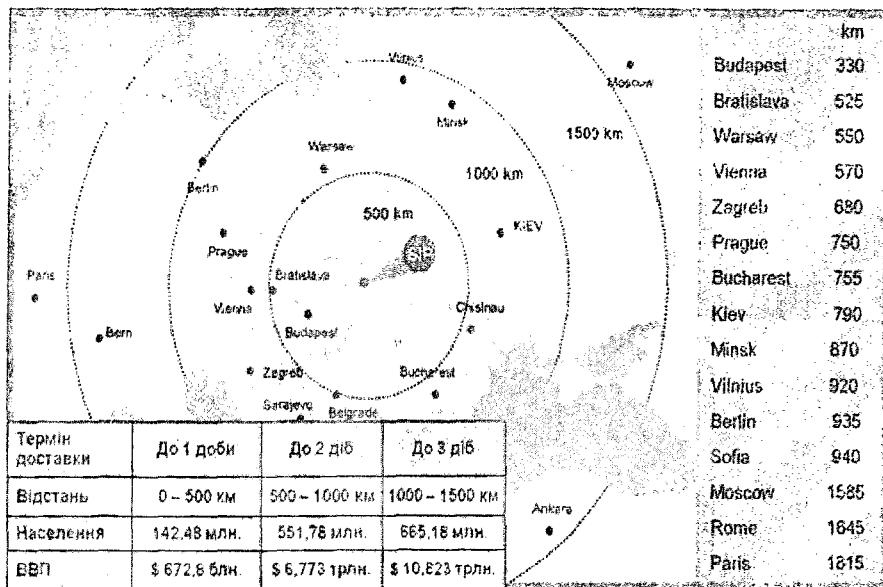 Vilnius
Moscow
Minsk
1500 km
Warsaw
1000 km
Berlin
500 km
KIEV
Prague
Paris
Bratislava
Vienna
Chisinau
Budapest
Bern
Zagreb
Bucharest
Sarajevo
Belgrade
Ankara
Термін доставки До 1 доби До 2 діб До 3 діб
Відстань 0 – 500 км 500 – 1000 км 1000 – 1500 км
Населення 142,48 млн. 551,78 млн. 665,18 млн.
ВВП $ 672,8 блн. $ 6,773 трлн. $ 10,823 трлн.
km
Budapest 330
Bratislava 525
Warsaw 550
Vienna 570
Zagreb 680
Prague 750
Bucharest 755
Kiev 790
Minsk 870
Vilnius 920
Berlin 935
Sofia 940
Moscow 1585
Rome 1645
Paris 1815